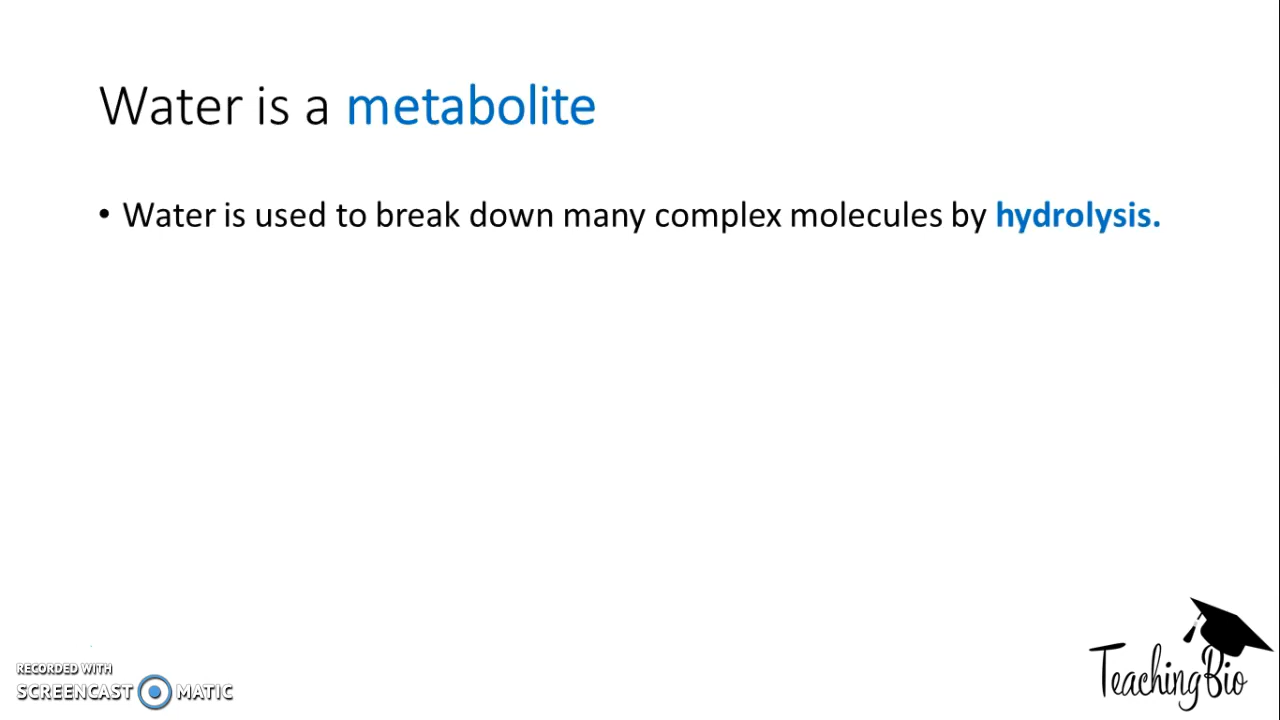 Water is a metabolite
• Water is used to break down many complex molecules by hydrolysis.
RECORDED WITH
SCREENCAST MATIC
TeachingBio